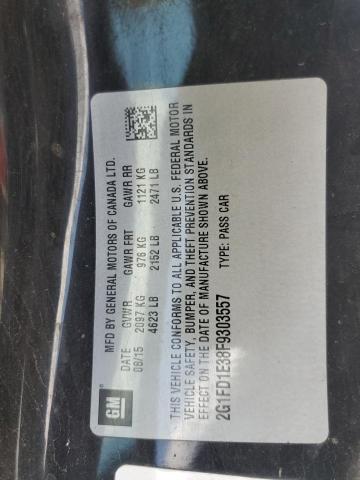 GM
MFD BY GENERAL MOTORS OF CANADA LTD.
DATE GVWR GAWR FRT GAWR RR
08/15 2097 KG 976 KG 1121 KG
4623 LB 2152 LB 2471 LB
THIS VEHICLE CONFORMS TO ALL APPLICABLE U.S. FEDERAL MOTOR
VEHICLE SAFETY, BUMPER, AND THEFT PREVENTION STANDARDS IN
EFFECT ON THE DATE OF MANUFACTURE SHOWN ABOVE.
2G1FD1E38F9303557 TYPE: PASS CAR